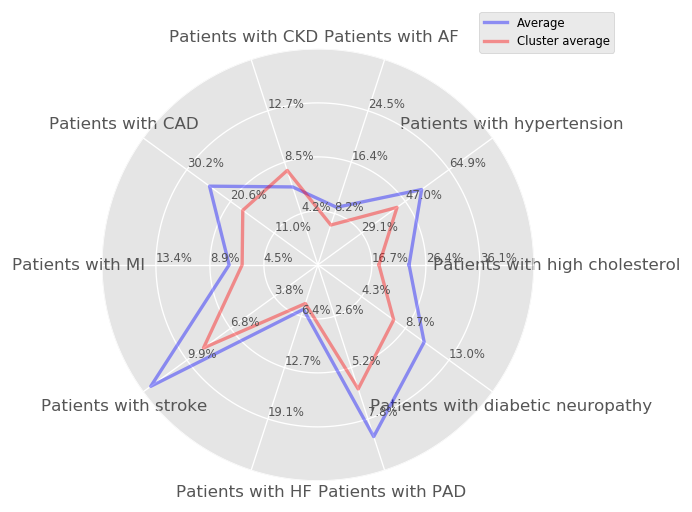 Average
Cluster average
Patients with CKD Patients with AF
12.7% 24.5%
Patients with CAD Patients with hypertension
30.2% 8.5% 16.4% 64.9%
20.6% 4.2% 8.2% 47.0%
11.0% 29.1%
Patients with MI 13.4% 8.9% 4.5% 16.7% 26.4% 36.1% Patients with high cholesterol
3.8% 4.3%
6.8% 6.4% 2.6% 8.7%
9.9% 12.7% 5.2% 13.0%
Patients with stroke Patients with diabetic neuropathy
19.1% 7.8%
Patients with HF Patients with PAD